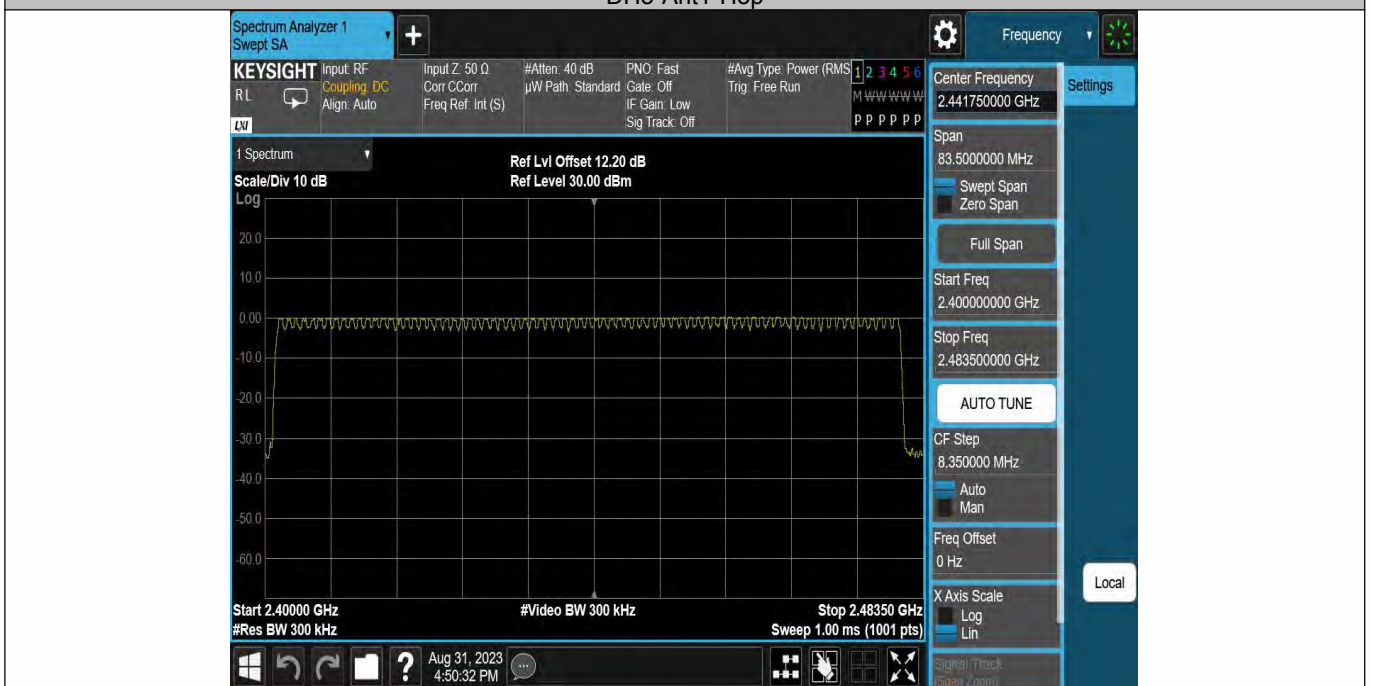 DH5-Ant1-Hop
Spectrum Analyzer 1
Swept SA
+
Frequency
KEYSIGHT
RL
LXI
Input: RF
Coupling: DC
Align: Auto
Input Z: 50 Ω
Corr CCorr
Freq Ref: Int (S)
#Atten: 40 dB
µW Path: Standard
PNO: Fast
Gate: Off
IF Gain: Low
Sig Track: Off
#Avg Type: Power (RMS
Trig: Free Run
1 2 3 4 5 6
M W W W W W
P P P P P P
1 Spectrum
Scale/Div 10 dB
Log
Ref Lvl Offset 12.20 dB
Ref Level 30.00 dBm
20.0
10.0
0.00
-10.0
-20.0
-30.0
-40.0
-50.0
-60.0
Start 2.40000 GHz
#Res BW 300 kHz
#Video BW 300 kHz
Stop 2.48350 GHz
Sweep 1.00 ms (1001 pts)
Aug 31, 2023
4:50:32 PM
?
Center Frequency
2.441750000 GHz
Settings
Span
83.5000000 MHz
Swept Span
Zero Span
Full Span
Start Freq
2.400000000 GHz
Stop Freq
2.483500000 GHz
AUTO TUNE
CF Step
8.350000 MHz
Auto
Man
Freq Offset
0 Hz
X Axis Scale
Log
Lin
Local
Signal Track
(Span Zoom)